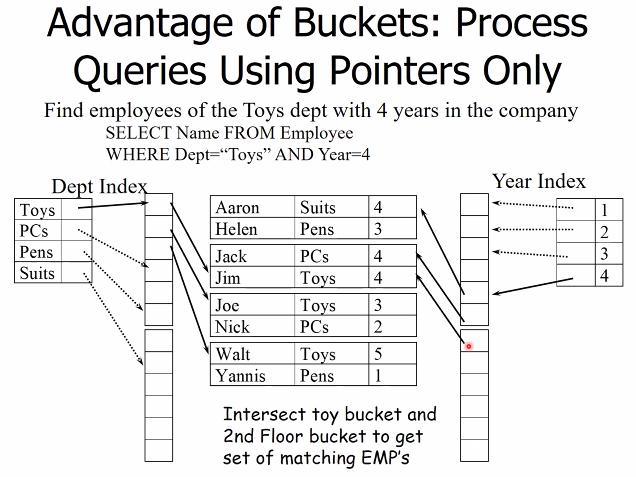 Advantage of Buckets: Process
Queries Using Pointers Only
Find employees of the Toys dept with 4 years in the company
SELECT Name FROM Employee
WHERE Dept="Toys" AND Year=4
Dept Index
Year Index
Toys
PCs
Pens
Suits
Aaron Suits 4
Helen Pens 3
Jack PCs 4
Jim Toys 4
Joe Toys 3
Nick PCs 2
Walt Toys 5
Yannis Pens 1
1
2
3
4
Intersect toy bucket and
2nd Floor bucket to get
set of matching EMP's